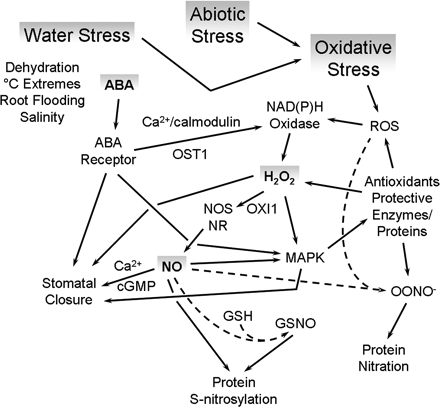 Abiotic
Stress
Water Stress
Oxidative
Stress
Dehydration
°C Extremes
Root Flooding
Salinity
ABA
NAD(P)H
Oxidase
Ca²⁺/calmodulin
OST1
ROS
ABA
Receptor
H₂O₂
Antioxidants
Protective
Enzymes/
Proteins
NOS
NR
OXI1
MAPK
Ca²⁺
cGMP
NO
Stomatal
Closure
OONO⁻
GSH
GSNO
Protein
Nitration
Protein
S-nitrosylation